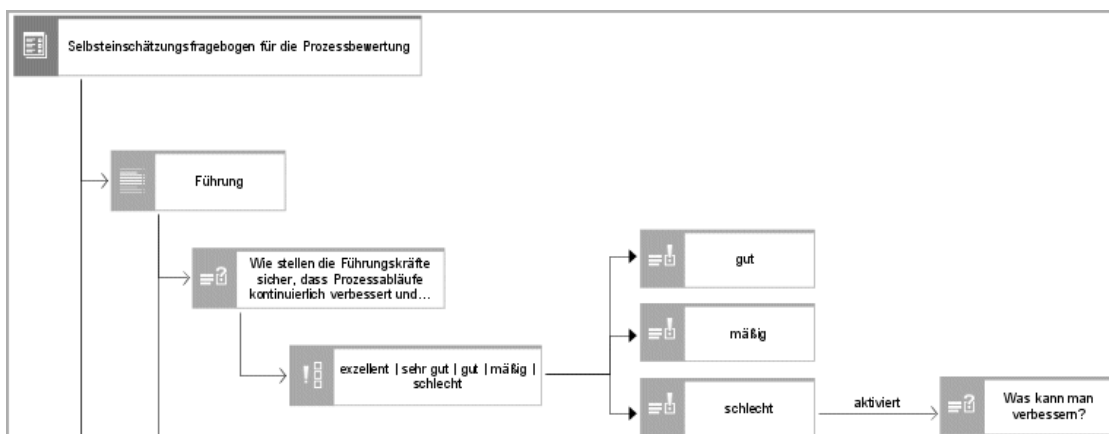 Selbsteinschätzungsfragebogen für die Prozessbewertung
Führung
Wie stellen die Führungskräfte
sicher, dass Prozessabläufe
kontinuierlich verbessert und...
exzellent | sehr gut | gut | mäßig |
schlecht
gut
mäßig
schlecht
aktiviert
Was kann man
verbessern?